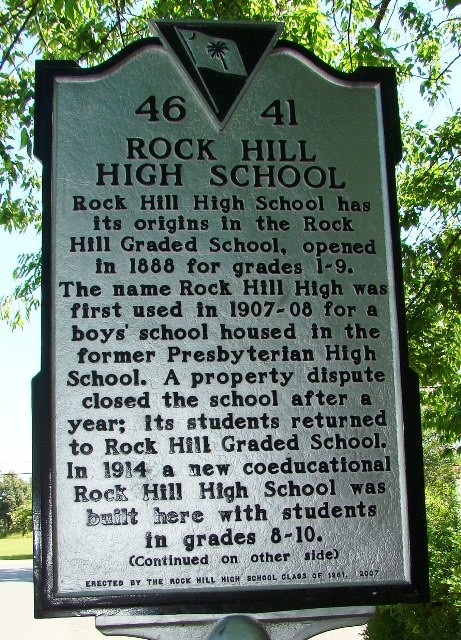 46 41
ROCK HILL
HIGH SCHOOL
Rock Hill High School has
its origins in the Rock
Hill Graded School, opened
in 1888 for grades 1-9.
The name Rock Hill High was
first used in 1907-08 for a
boys' school housed in the
former Presbyterian High
School. A property dispute
closed the school after a
year; its students returned
to Rock Hill Graded School.
In 1914 a new coeducational
Rock Hill High School was
built here with students
in grades 8-10.
(Continued on other side)
ERECTED BY THE ROCK HILL HIGH SCHOOL CLASS OF 1961, 2007